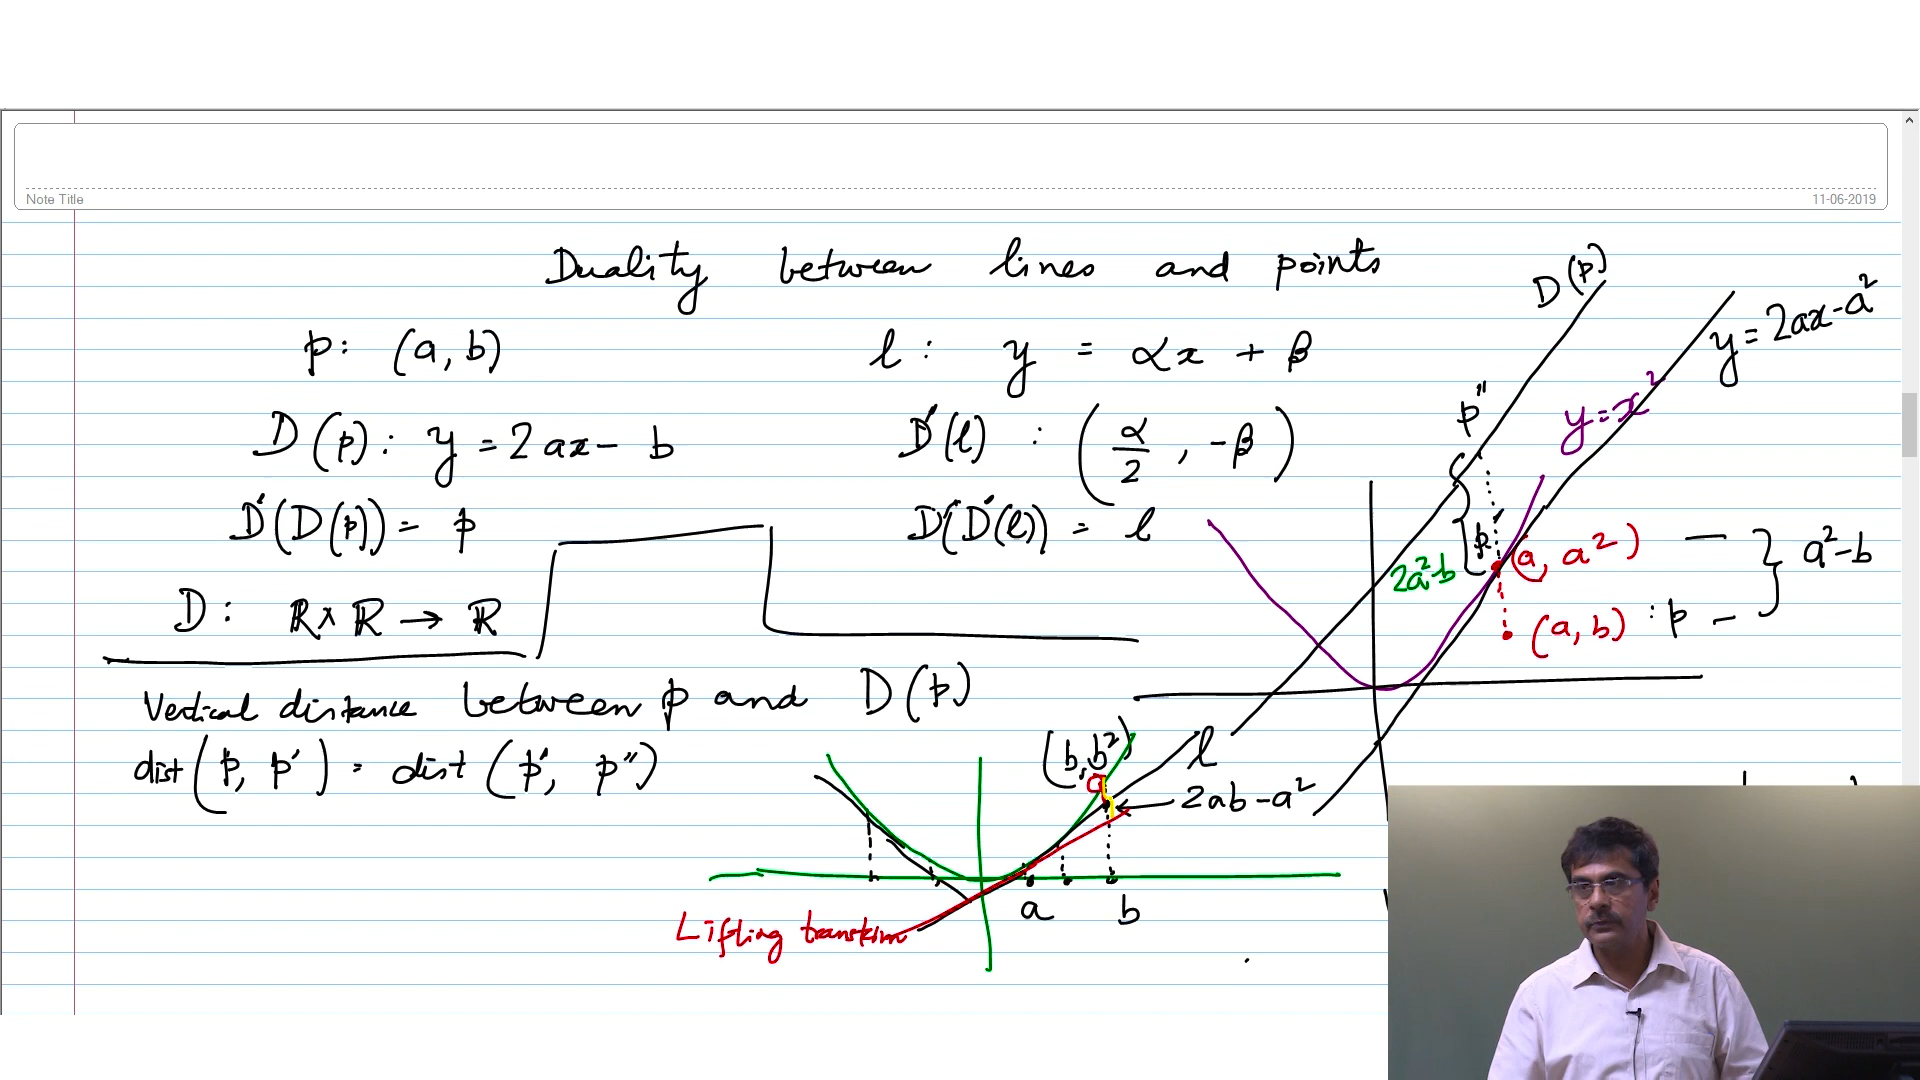 Note Title
11-06-2019
Duality between lines and points
p: (a, b)
l: y = αx + β
D(p): y = 2ax - b
D'(l) : (α/2, -β)
D'(D(p)) = p
D(D'(l)) = l
D: R×R → R
Vertical distance between p and D(p)
dist(p, p') = dist(p', p'')
D(p)
y = 2ax-a²
y=x²
p''
2a²-b
(a, a²)
} a²-b
(a, b) : p
(b, b²)
l
2ab-a²
a
b
Lifting